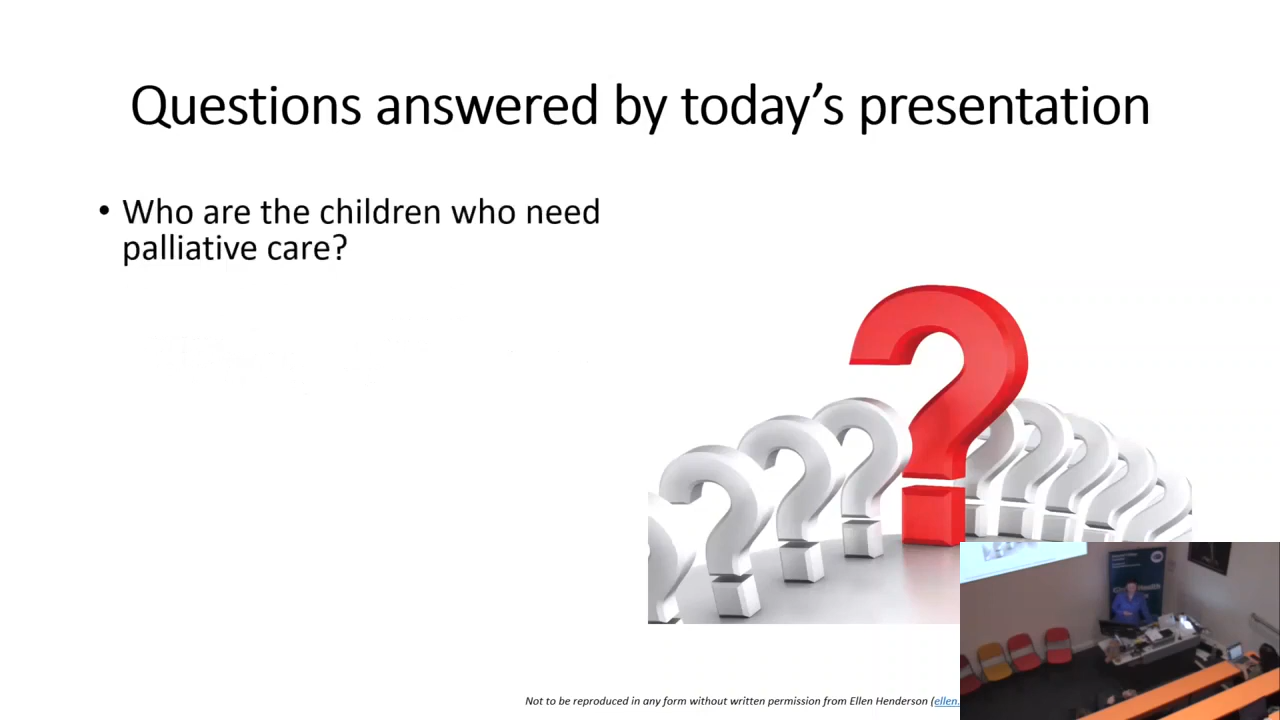 Questions answered by today's presentation
• Who are the children who need
palliative care?
Not to be reproduced in any form without written permission from Ellen Henderson (ellen.